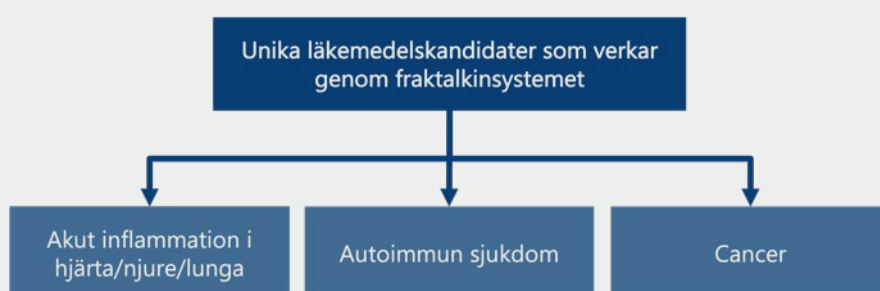 Unika läkemedelskandidater som verkar
genom fraktalkinsystemet
Akut inflammation i
hjärta/njure/lunga
Autoimmun sjukdom
Cancer